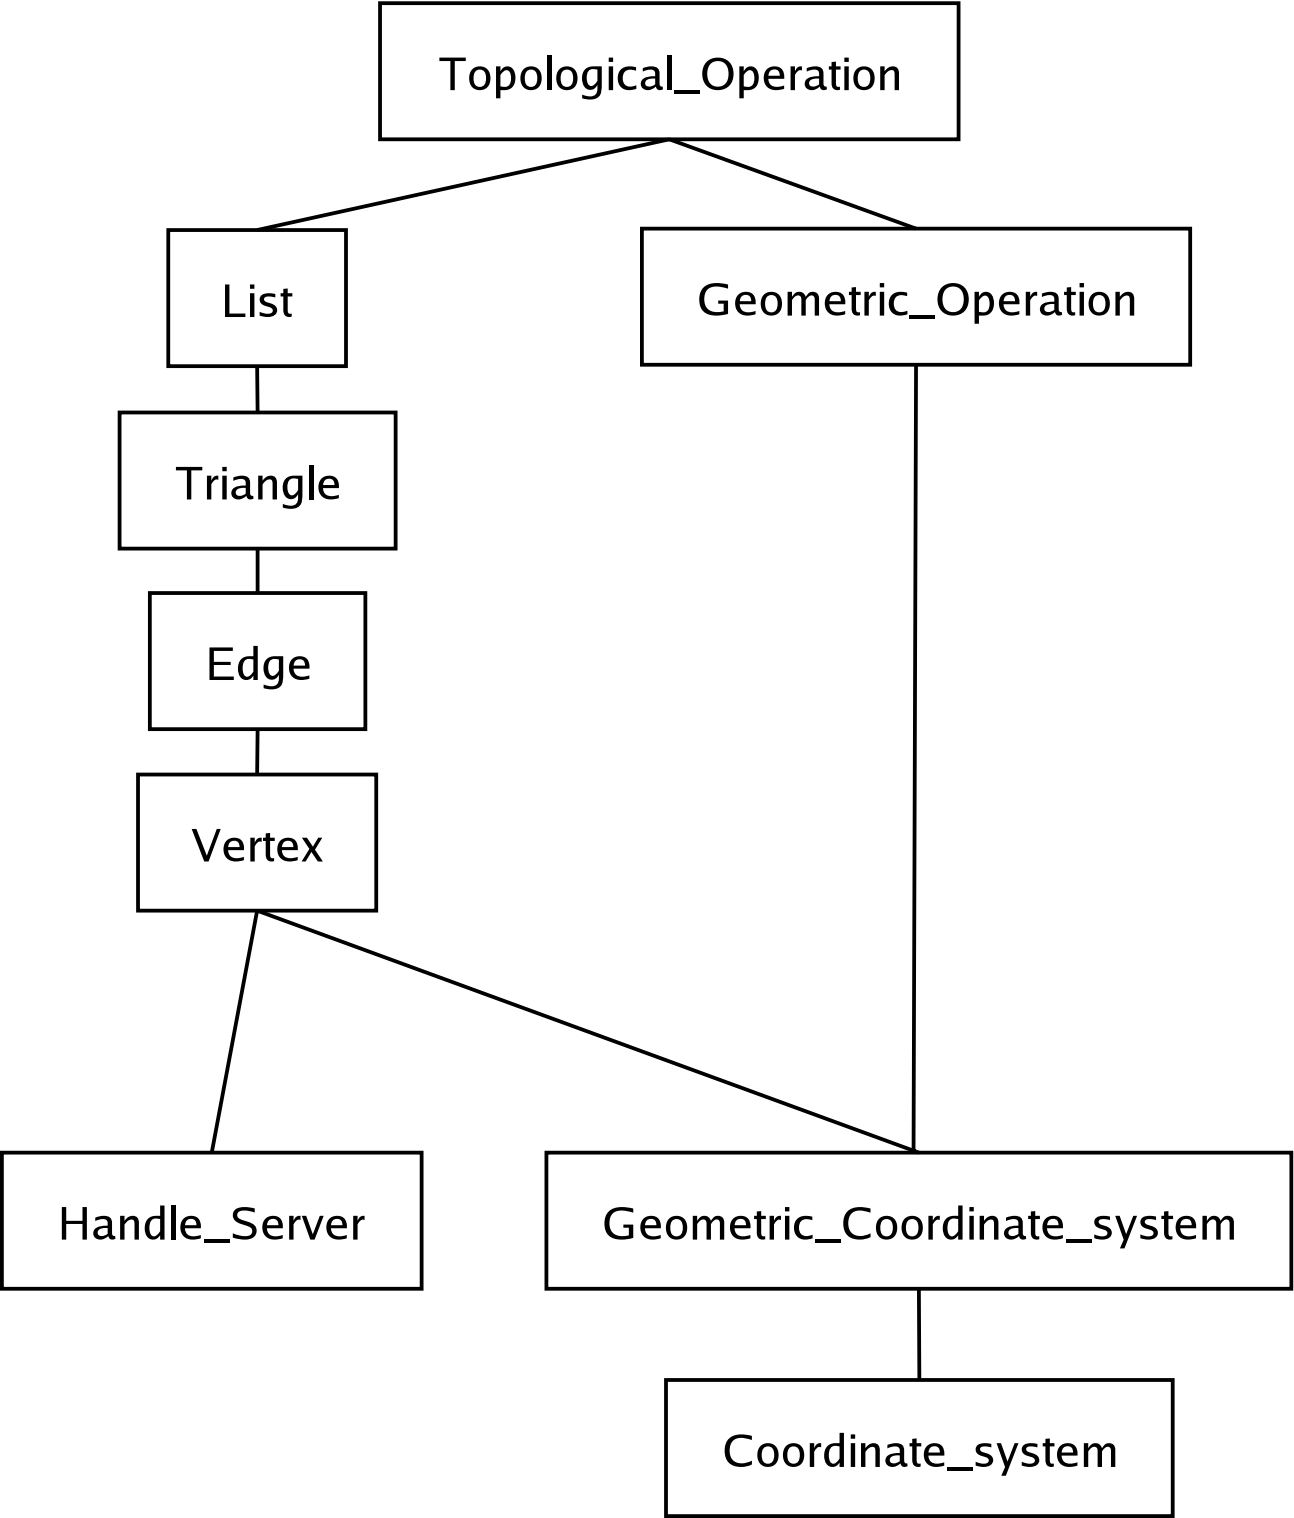 Topological_Operation
List
Geometric_Operation
Triangle
Edge
Vertex
Handle_Server
Geometric_Coordinate_system
Coordinate_system